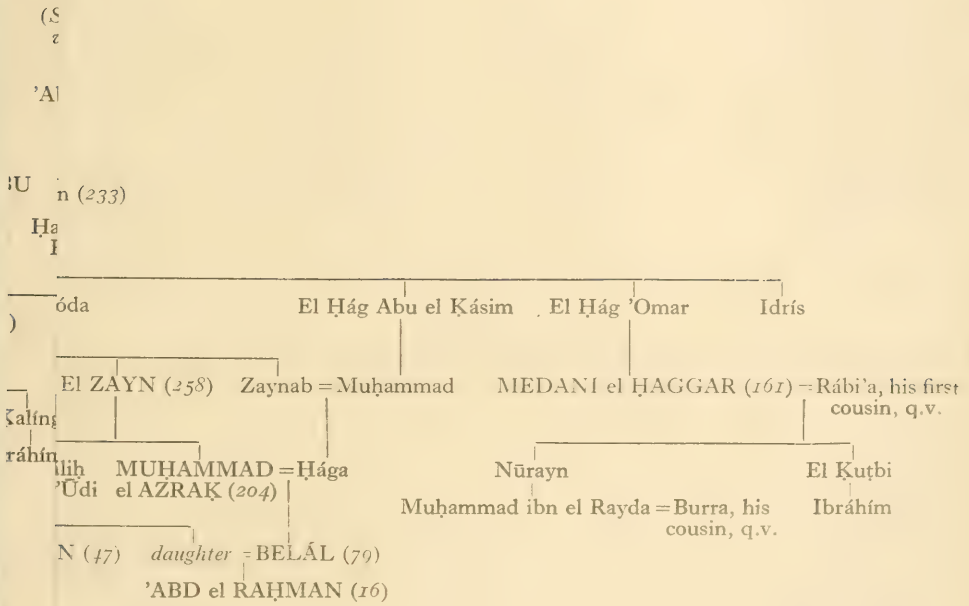 n (233)
óda El Ḥág Abu el Ḳásim El Ḥág 'Omar Idrís
El ZAYN (258) Zaynab = Muḥammad MEDANI el ḤAGGAR (161) = Rábi'a, his first
cousin, q.v.
MUḤAMMAD = Ḥága Nūrayn El Ḳuṭbi
'Ūdi el AZRAḲ (204)
Muḥammad ibn el Rayda = Burra, his Ibráhím
cousin, q.v.
N (47) daughter = BELÁL (79)
'ABD el RAḤMAN (16)